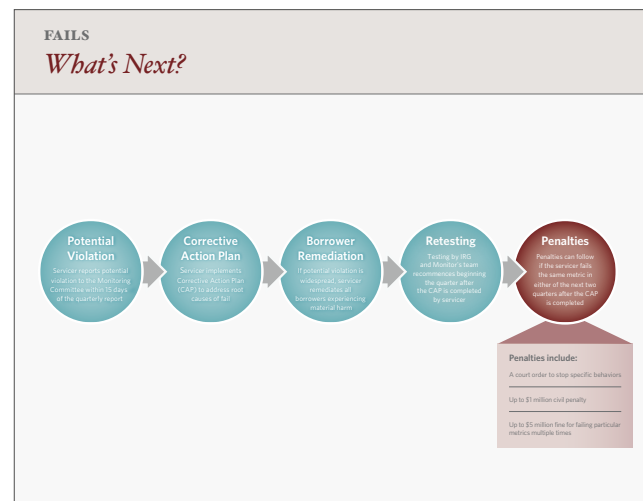 FAILS
What's Next?
Potential
Violation
Servicer reports potential
violation to the Monitoring
Committee within 15 days
of the quarterly report
Corrective
Action Plan
Servicer implements
Corrective Action Plan
(CAP) to address root
causes of fail
Borrower
Remediation
If potential violation is
widespread, servicer
remediates all
borrowers experiencing
material harm
Retesting
Testing by IRG
and Monitor's team
recommences beginning
the quarter after
the CAP is completed
by servicer
Penalties
Penalties can follow
if the servicer fails
the same metric in
either of the next two
quarters after the CAP
is completed
Penalties include:
A court order to stop specific behaviors
Up to $1 million civil penalty
Up to $5 million fine for failing particular
metrics multiple times